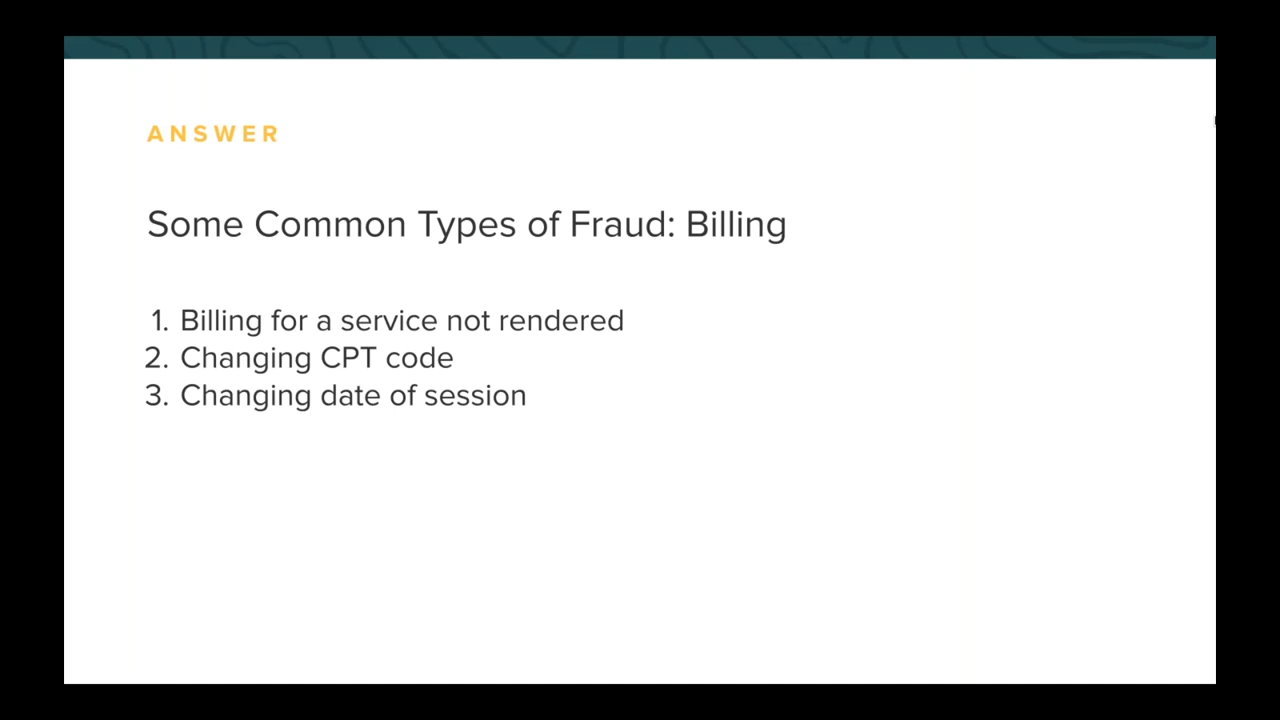 ANSWER
Some Common Types of Fraud: Billing
1. Billing for a service not rendered
2. Changing CPT code
3. Changing date of session